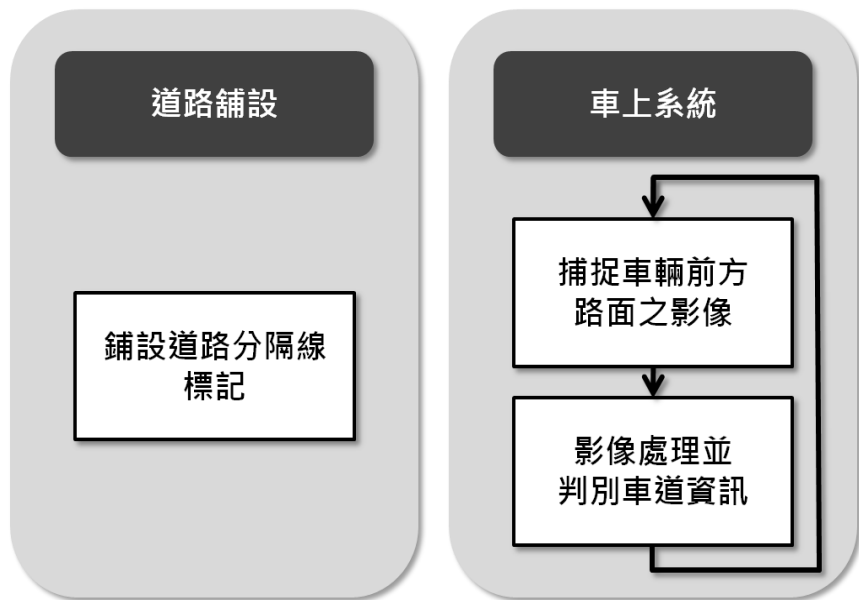 道路舖設
車上系統
鋪設道路分隔線
標記
捕捉車輛前方
路面之影像
影像處理並
判別車道資訊